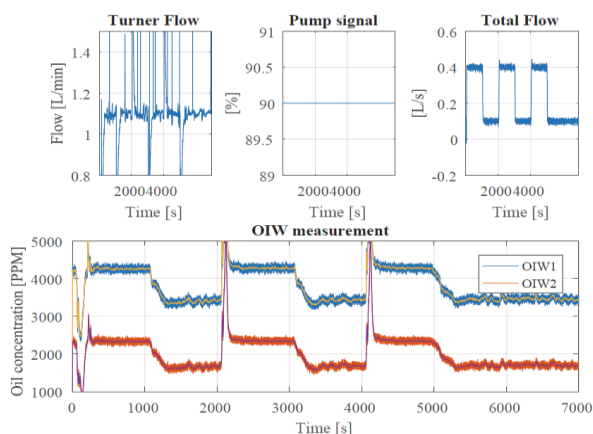 Turner Flow
Pump signal
Total Flow
Flow [L/min]
1.4
1.2
1
0.8
20004000
Time [s]
[%]
91
90.5
90
89.5
89
20004000
Time [s]
[L/s]
0.6
0.4
0.2
0
-0.2
20004000
Time [s]
OIW measurement
Oil concentration [PPM]
5000
4000
3000
2000
1000
OIW1
OIW2
0
1000
2000
3000
4000
5000
6000
7000
Time [s]